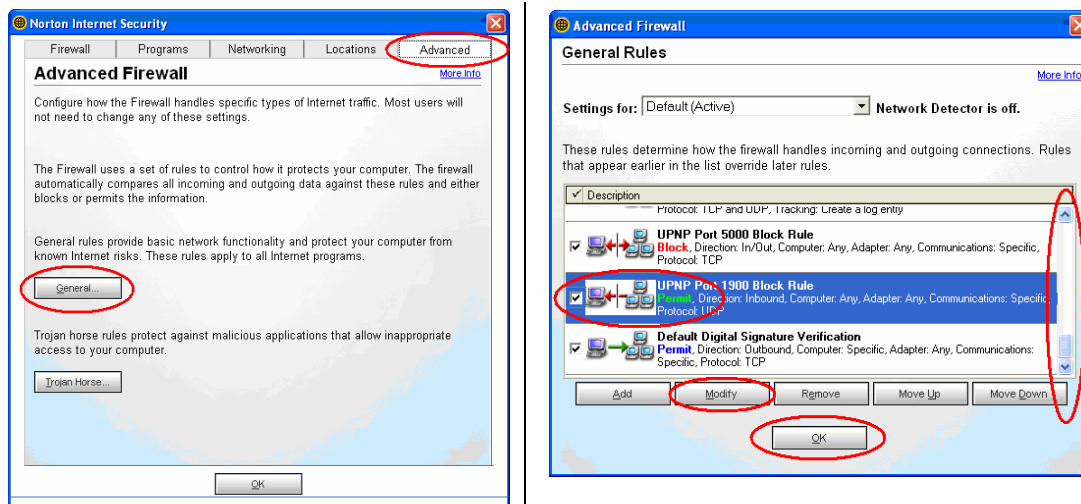 Norton Internet Security
Firewall Programs Networking Locations Advanced
Advanced Firewall
More Info
Configure how the Firewall handles specific types of Internet traffic. Most users will
not need to change any of these settings.
The Firewall uses a set of rules to control how it protects your computer. The firewall
automatically compares all incoming and outgoing data against these rules and either
blocks or permits the information.
General rules provide basic network functionality and protect your computer from
known Internet risks. These rules apply to all Internet programs.
General...
Trojan horse rules protect against malicious applications that allow inappropriate
access to your computer.
Trojan Horse...
OK
Advanced Firewall
General Rules
More Info
Settings for: Default (Active) Network Detector is off.
These rules determine how the firewall handles incoming and outgoing connections. Rules
that appear earlier in the list override later rules.
Description
Protocol: TCP and UDP, Tracking: Create a log entry
UPNP Port 5000 Block Rule
Block, Direction: In/Out, Computer: Any, Adapter: Any, Communications: Specific,
Protocol: TCP
UPNP Port 1900 Block Rule
Permit, Direction: Inbound, Computer: Any, Adapter: Any, Communications: Specific,
Protocol: UDP
Default Digital Signature Verification
Permit, Direction: Outbound, Computer: Specific, Adapter: Any, Communications:
Specific, Protocol: TCP
Add Modify Remove Move Up Move Down
OK